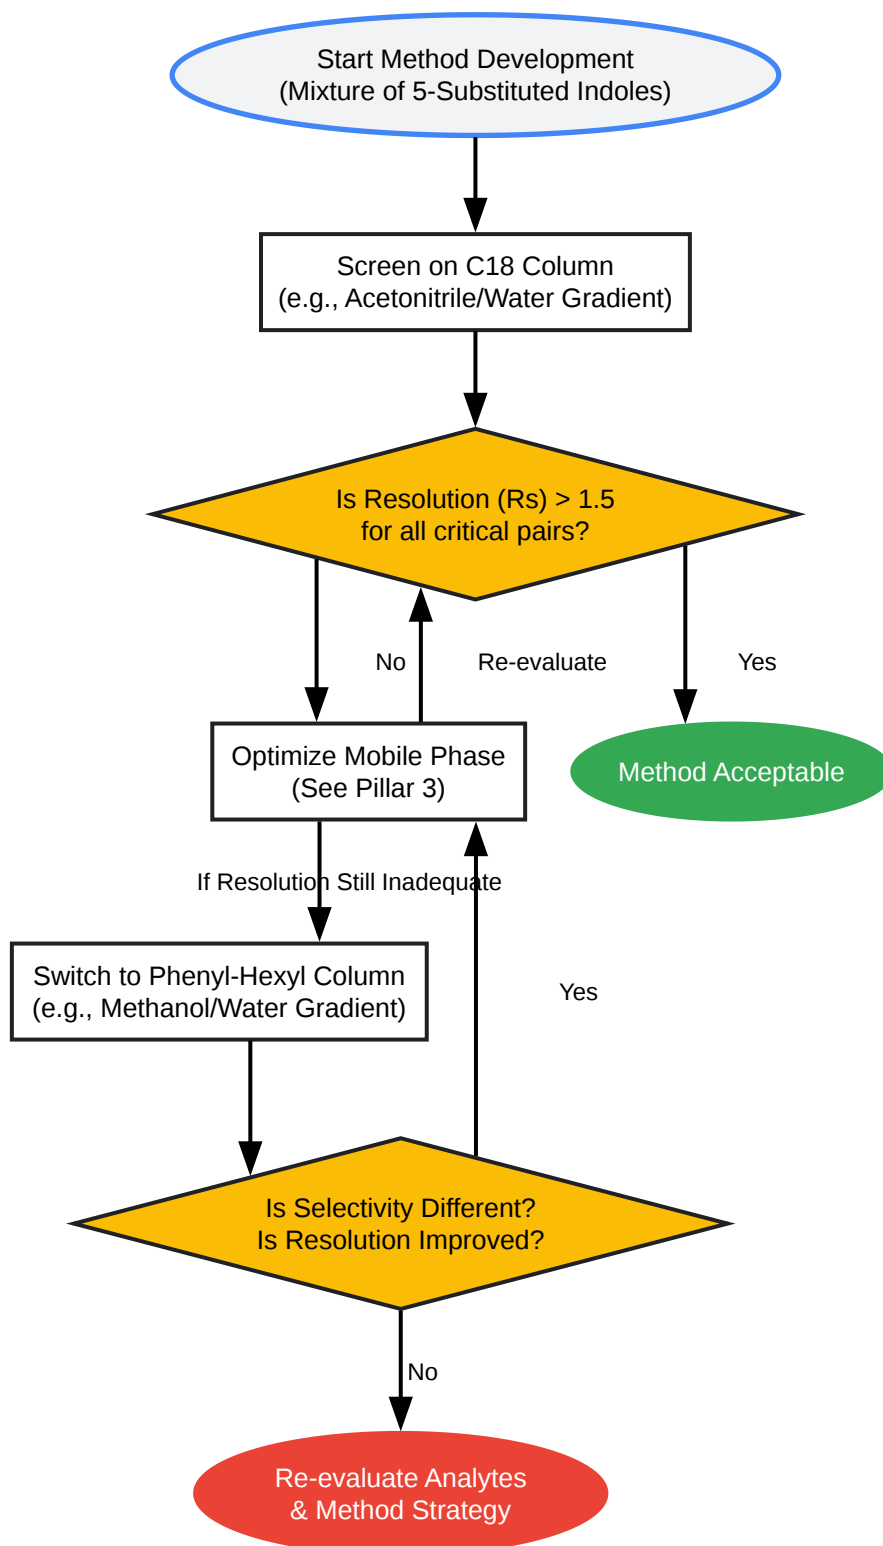 Start Method Development
(Mixture of 5-Substituted Indoles)
Screen on C18 Column
(e.g., Acetonitrile/Water Gradient)
Is Resolution (Rs) > 1.5
for all critical pairs?
No
Re-evaluate
Yes
Optimize Mobile Phase
(See Pillar 3)
Method Acceptable
If Resolution Still Inadequate
Switch to Phenyl-Hexyl Column
(e.g., Methanol/Water Gradient)
Yes
Is Selectivity Different?
Is Resolution Improved?
No
Re-evaluate Analytes
& Method Strategy